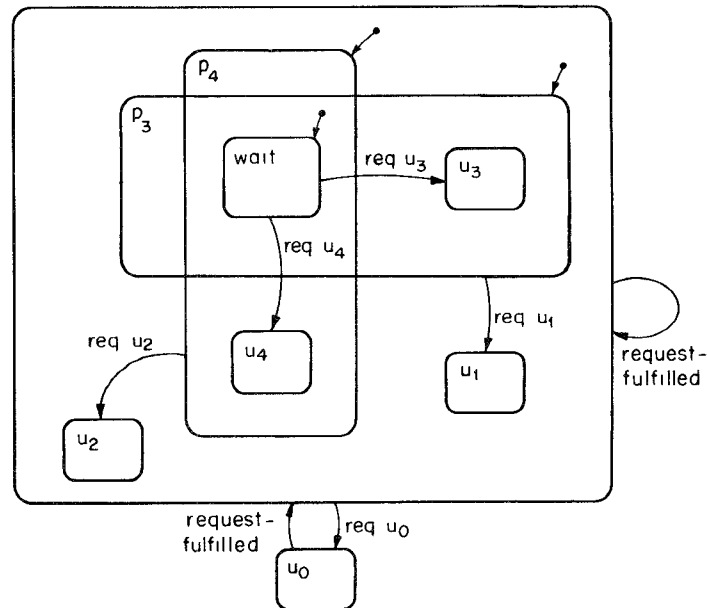 p4
p3
wait
req u3
u3
req u4
req u2
u4
req u1
u1
request-
fulfilled
u2
request-
fulfilled
req u0
u0